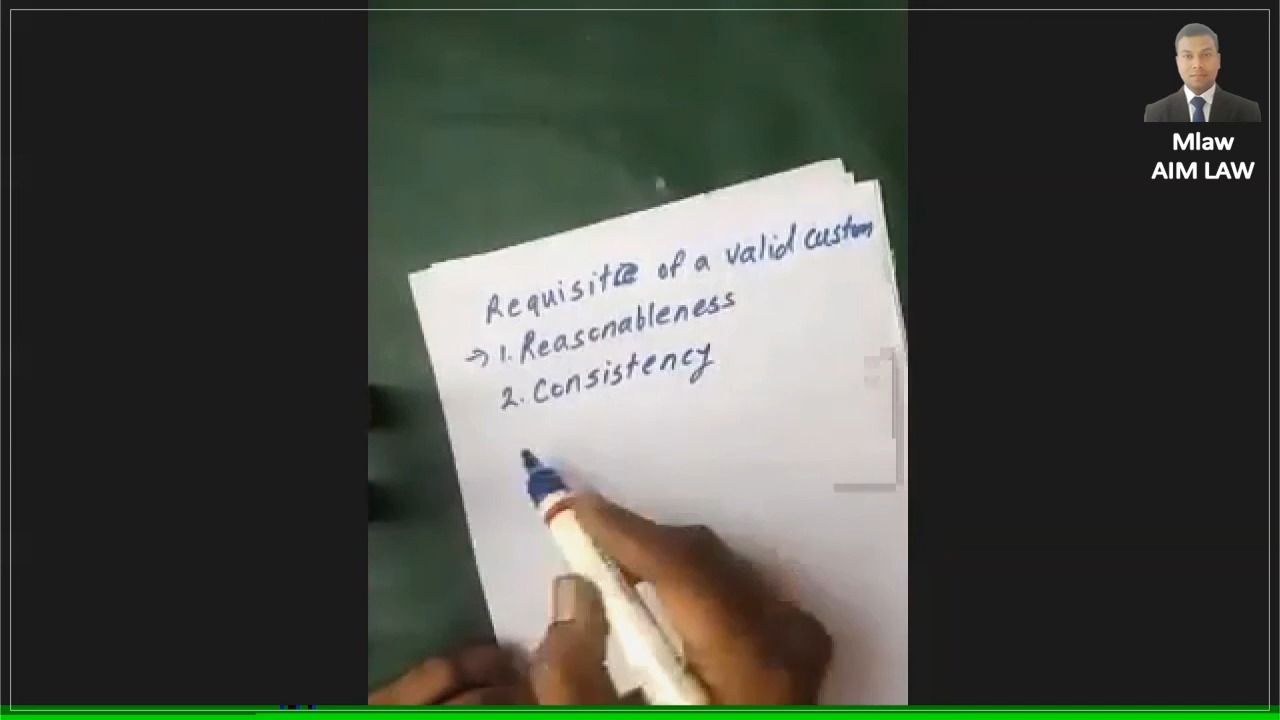 Requisite of a valid custom
→ 1. Reasonableness
2. Consistency
Mlaw
AIM LAW